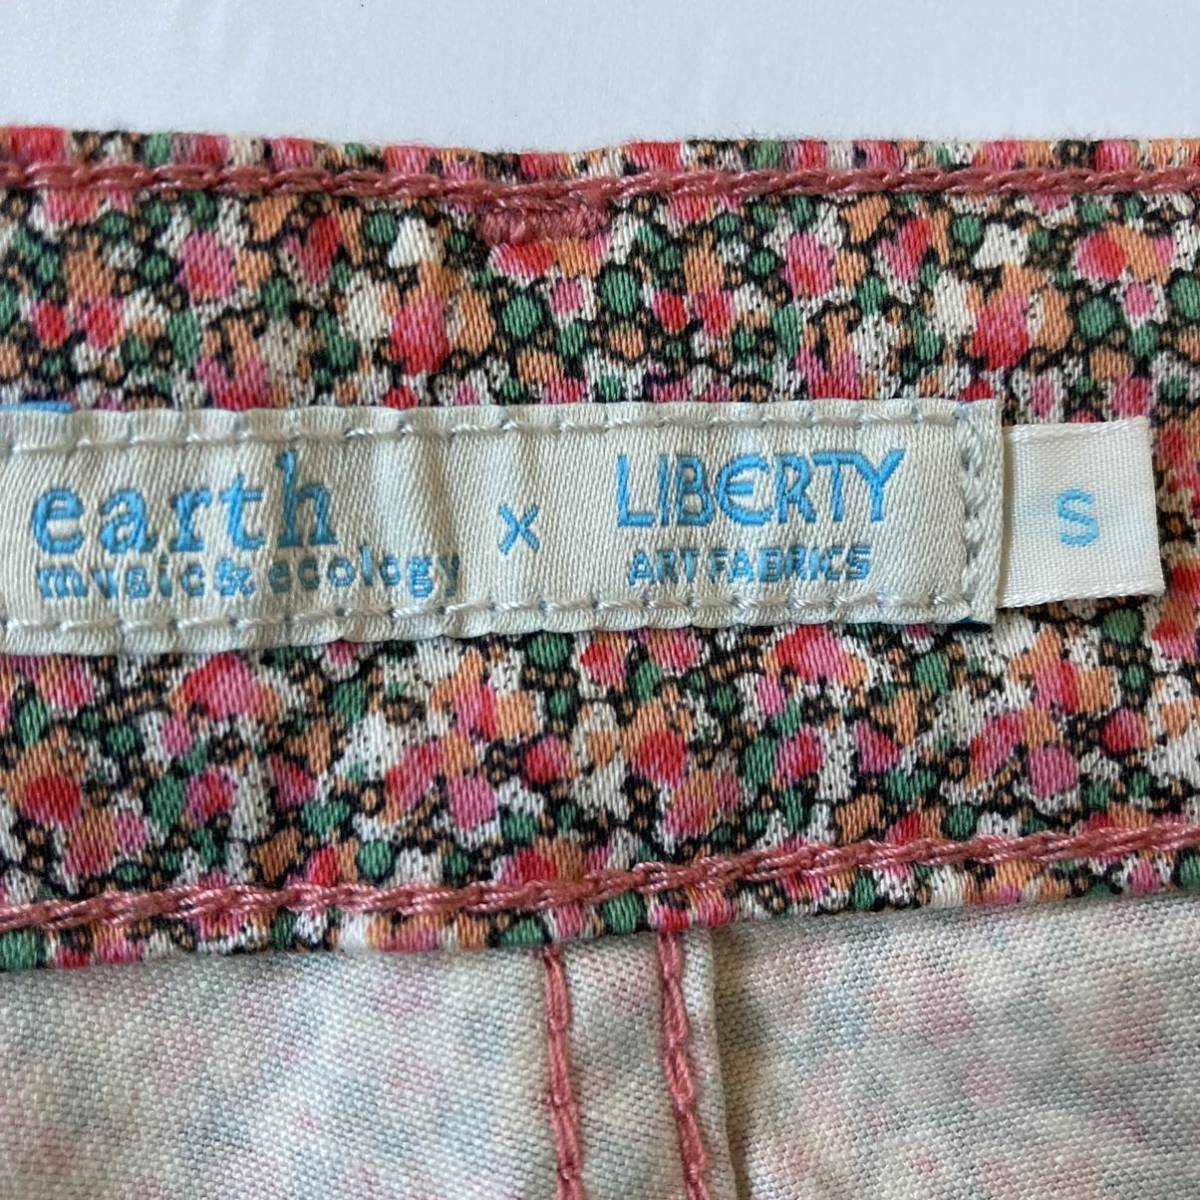 earth
music & ecology
×
LIBERTY
ART FABRICS
S